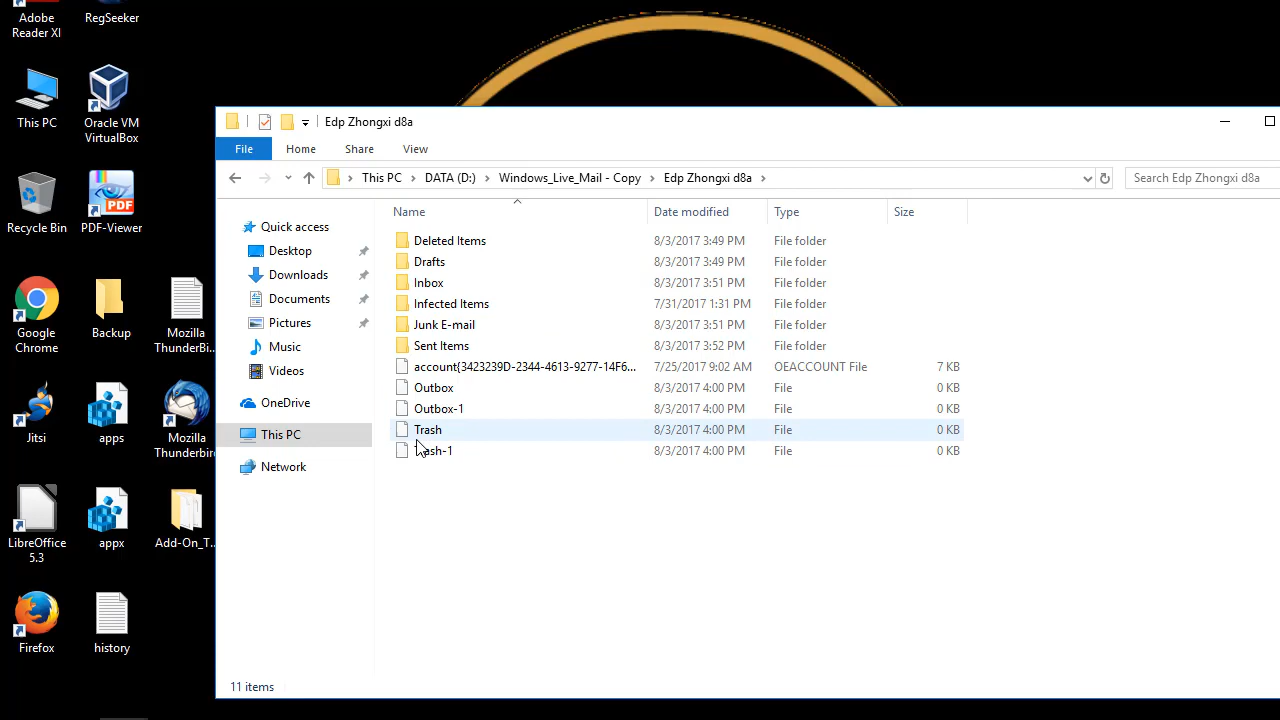 Adobe
Reader XI
RegSeeker
This PC
Oracle VM
VirtualBox
Recycle Bin
PDF
PDF-Viewer
Google
Chrome
Backup
Mozilla
ThunderBi...
Jitsi
apps
Mozilla
Thunderbird
LibreOffice
5.3
appx
Add-On_T...
Firefox
history
Edp Zhongxi d8a
File
Home
Share
View
This PC
DATA (D:)
Windows_Live_Mail - Copy
Edp Zhongxi d8a
Search Edp Zhongxi d8a
Quick access
Desktop
Downloads
Documents
Pictures
Music
Videos
OneDrive
This PC
Network
Name Date modified Type Size
Deleted Items 8/3/2017 3:49 PM File folder
Drafts 8/3/2017 3:49 PM File folder
Inbox 8/3/2017 3:51 PM File folder
Infected Items 7/31/2017 1:31 PM File folder
Junk E-mail 8/3/2017 3:51 PM File folder
Sent Items 8/3/2017 3:52 PM File folder
account{3423239D-2344-4613-9277-14F6... 7/25/2017 9:02 AM OEACCOUNT File 7 KB
Outbox 8/3/2017 4:00 PM File 0 KB
Outbox-1 8/3/2017 4:00 PM File 0 KB
Trash 8/3/2017 4:00 PM File 0 KB
Trash-1 8/3/2017 4:00 PM File 0 KB
11 items